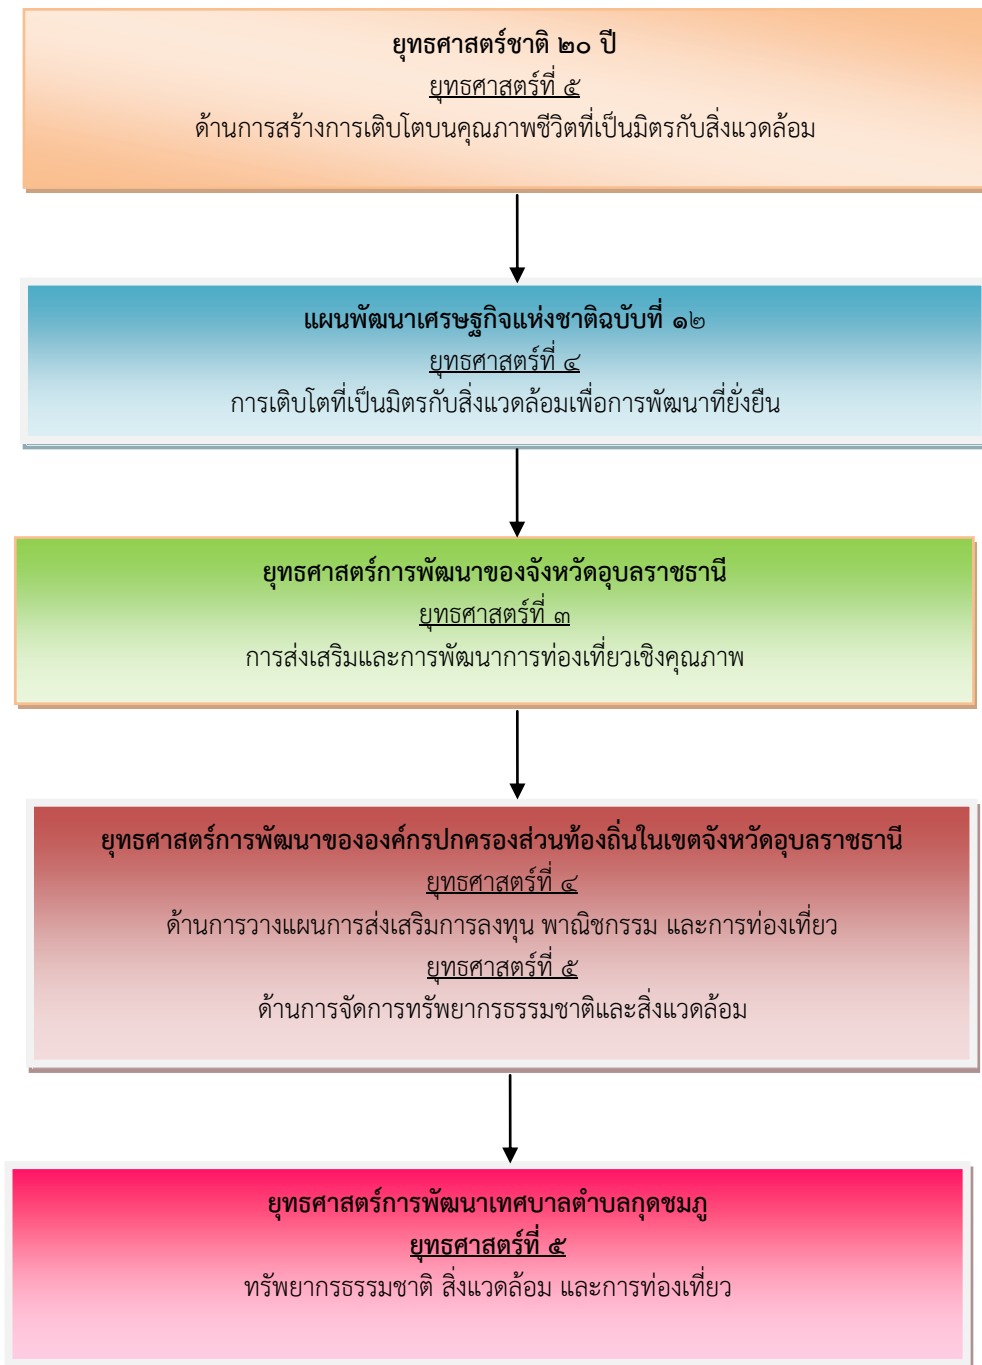 ยุทธศาสตร์ชาติ ๒๐ ปี
ยุทธศาสตร์ที่ ๕
ด้านการสร้างการเติบโตบนคุณภาพชีวิตที่เป็นมิตรกับสิ่งแวดล้อม
แผนพัฒนาเศรษฐกิจแห่งชาติฉบับที่ ๑๒
ยุทธศาสตร์ที่ ๔
การเติบโตที่เป็นมิตรกับสิ่งแวดล้อมเพื่อการพัฒนาที่ยั่งยืน
ยุทธศาสตร์การพัฒนาของจังหวัดอุบลราชธานี
ยุทธศาสตร์ที่ ๓
การส่งเสริมและการพัฒนาการท่องเที่ยวเชิงคุณภาพ
ยุทธศาสตร์การพัฒนาขององค์กรปกครองส่วนท้องถิ่นในเขตจังหวัดอุบลราชธานี
ยุทธศาสตร์ที่ ๔
ด้านการวางแผนการส่งเสริมการลงทุน พาณิชกรรม และการท่องเที่ยว
ยุทธศาสตร์ที่ ๕
ด้านการจัดการทรัพยากรธรรมชาติและสิ่งแวดล้อม
ยุทธศาสตร์การพัฒนาเทศบาลตำบลกุดชมภู
ยุทธศาสตร์ที่ ๕
ทรัพยากรธรรมชาติ สิ่งแวดล้อม และการท่องเที่ยว